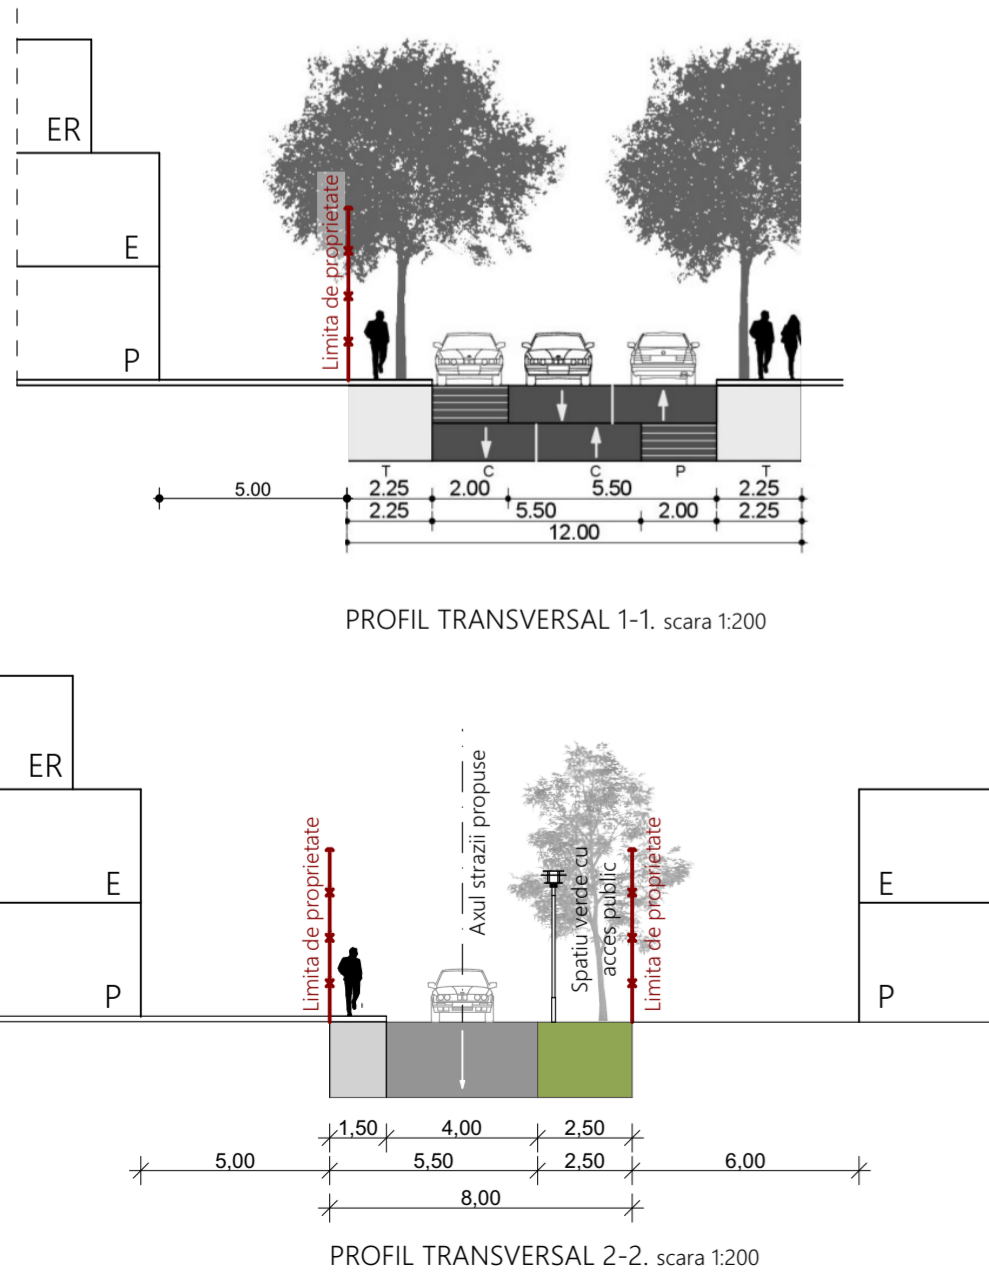 ER
E
P
Limita de proprietate
T
C
C
P
T
5.00
2.25
2.00
5.50
2.25
2.25
5.50
2.00
2.25
12.00
PROFIL TRANSVERSAL 1-1. scara 1:200
ER
E
P
Limita de proprietate
Axul strazii propuse
Spatiu verde cu
acces public
Limita de proprietate
E
P
1,50
4,00
2,50
5,00
5,50
2,50
6,00
8,00
PROFIL TRANSVERSAL 2-2. scara 1:200